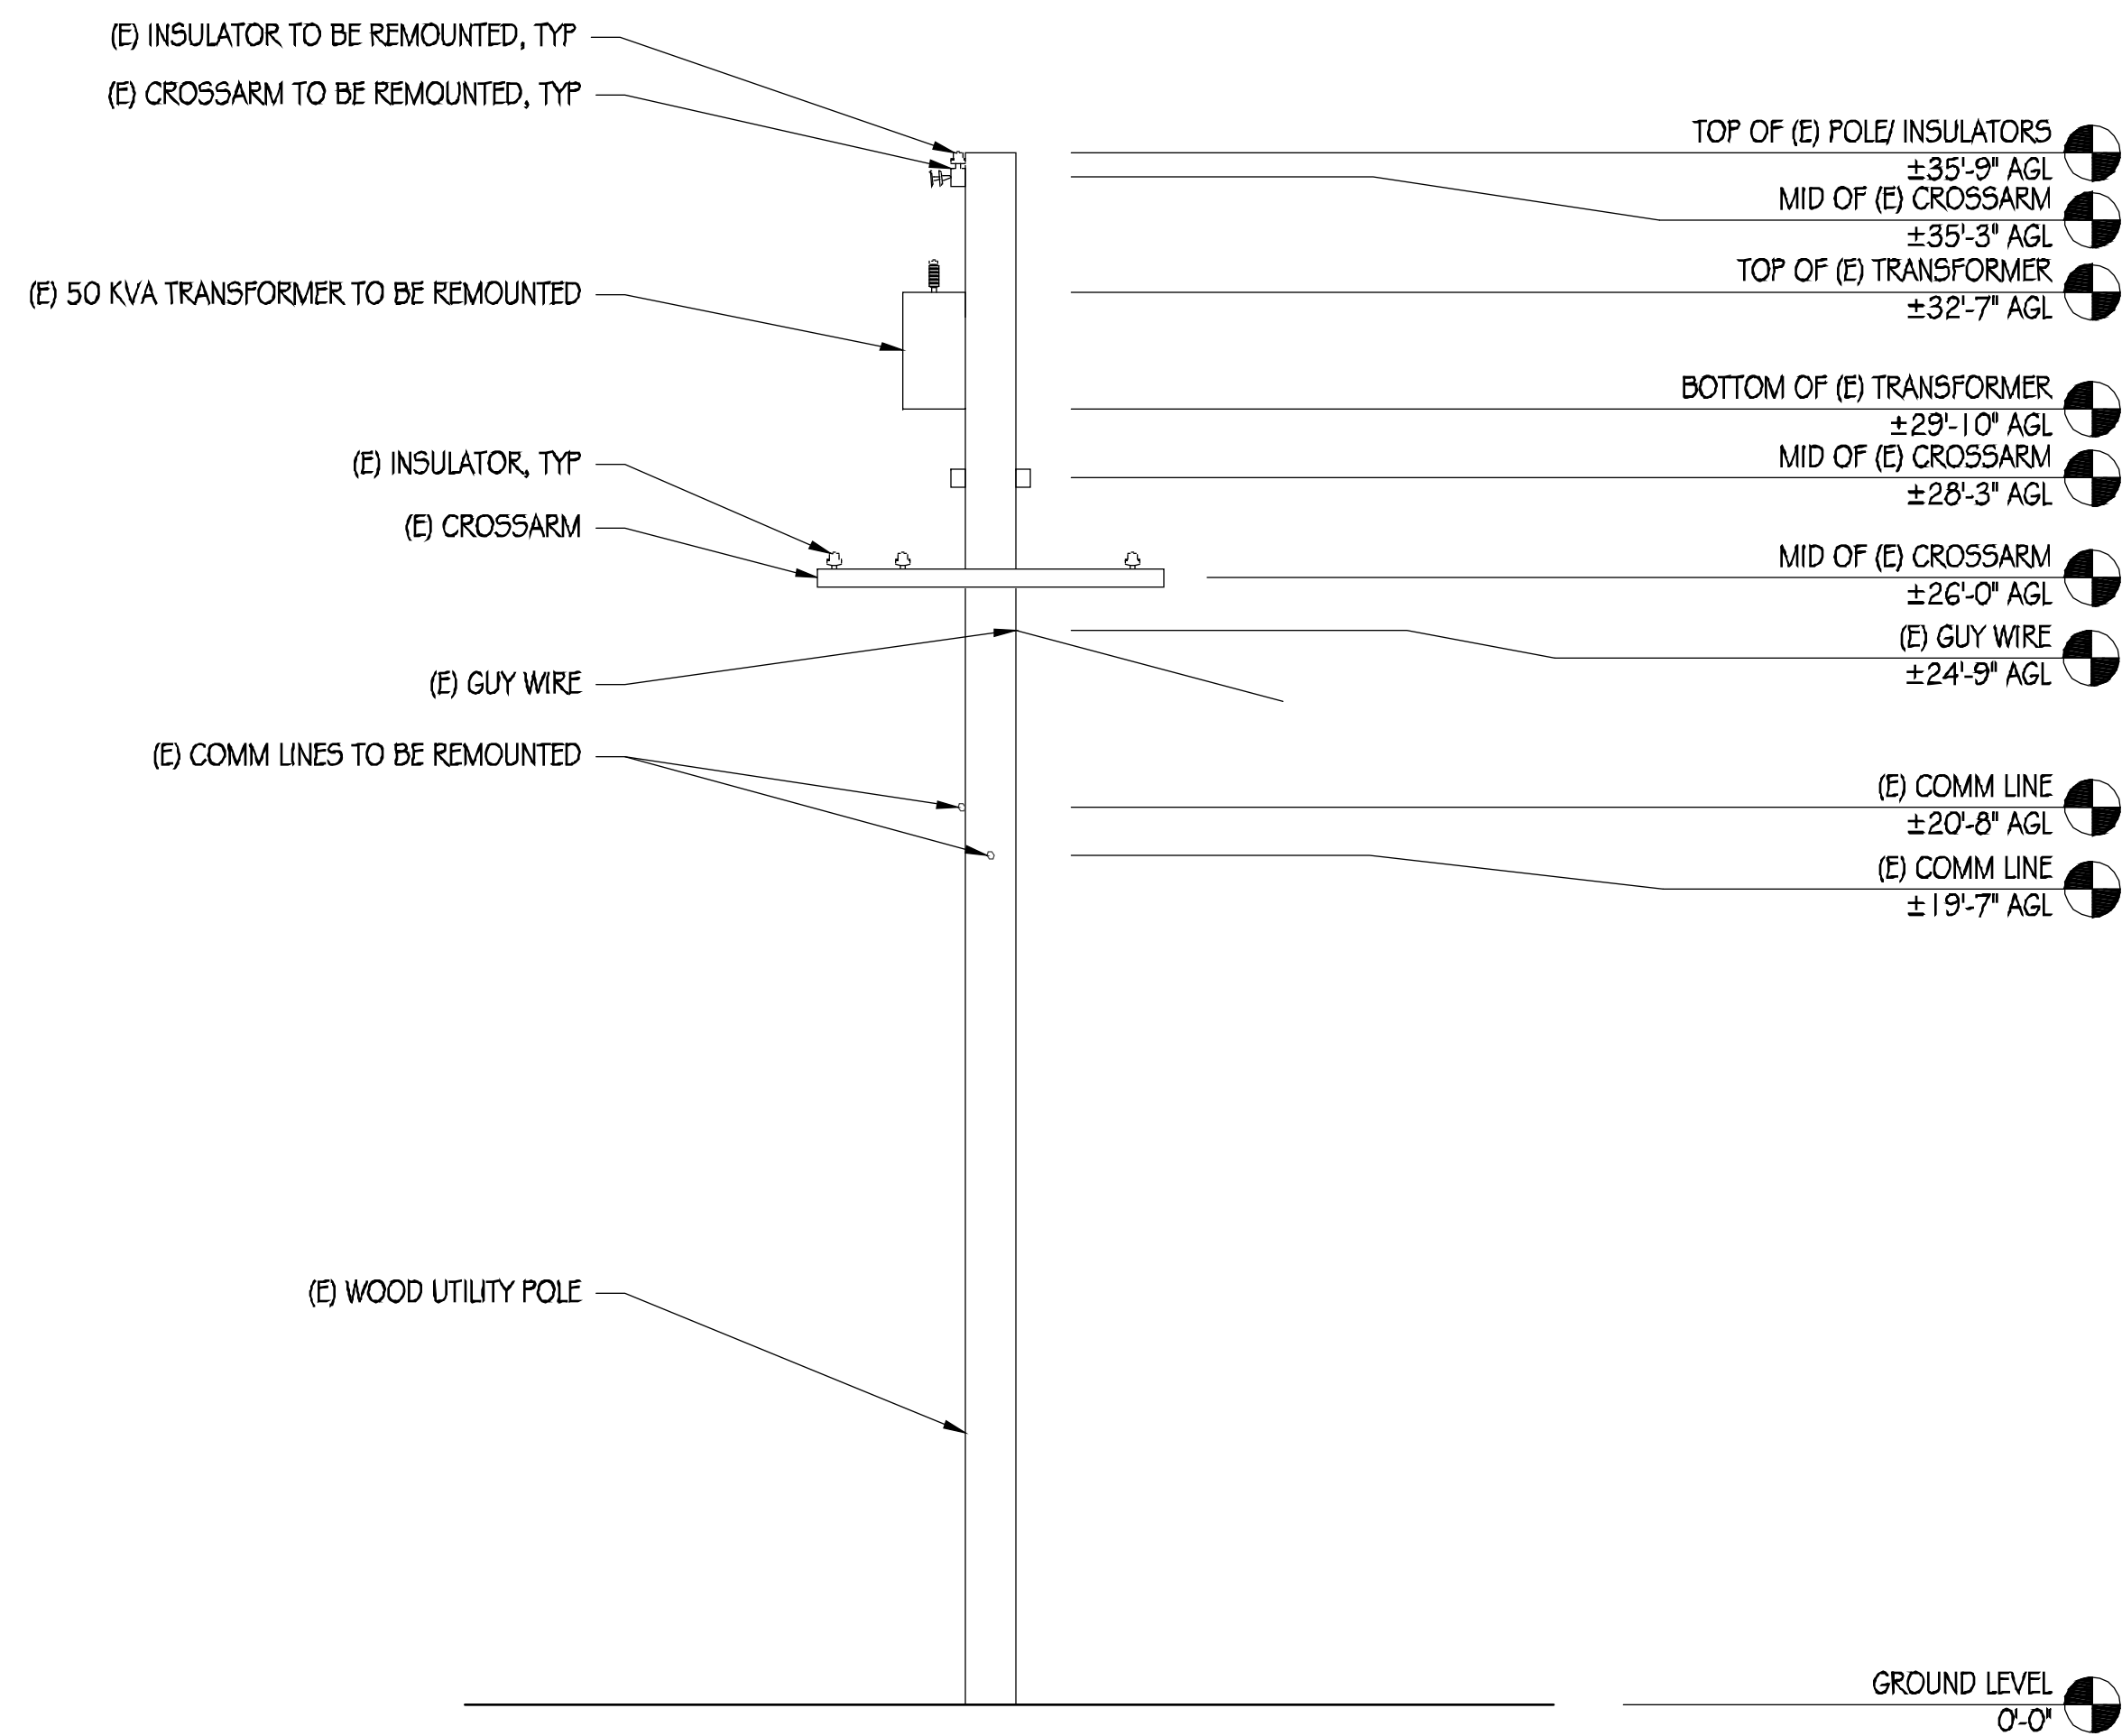 (E) INSULATOR TO BE REMOUNTED, TYP
(E) CROSSARM TO BE REMOUNTED, TYP
(E) 50 KVA TRANSFORMER TO BE REMOUNTED
(E) INSULATOR, TYP
(E) CROSSARM
(E) GUY WIRE
(E) COMM LINES TO BE REMOUNTED
(E) WOOD UTILITY POLE
TOP OF (E) POLE/ INSULATORS
±35'-9" AGL
MID OF (E) CROSSARM
±35'-3" AGL
TOP OF (E) TRANSFORMER
±32'-7" AGL
BOTTOM OF (E) TRANSFORMER
±29'-10" AGL
MID OF (E) CROSSARM
±28'-3" AGL
MID OF (E) CROSSARM
±26'-0" AGL
(E) GUY WIRE
±24'-9" AGL
(E) COMM LINE
±20'-8" AGL
(E) COMM LINE
±19'-7" AGL
GROUND LEVEL
0'-0"